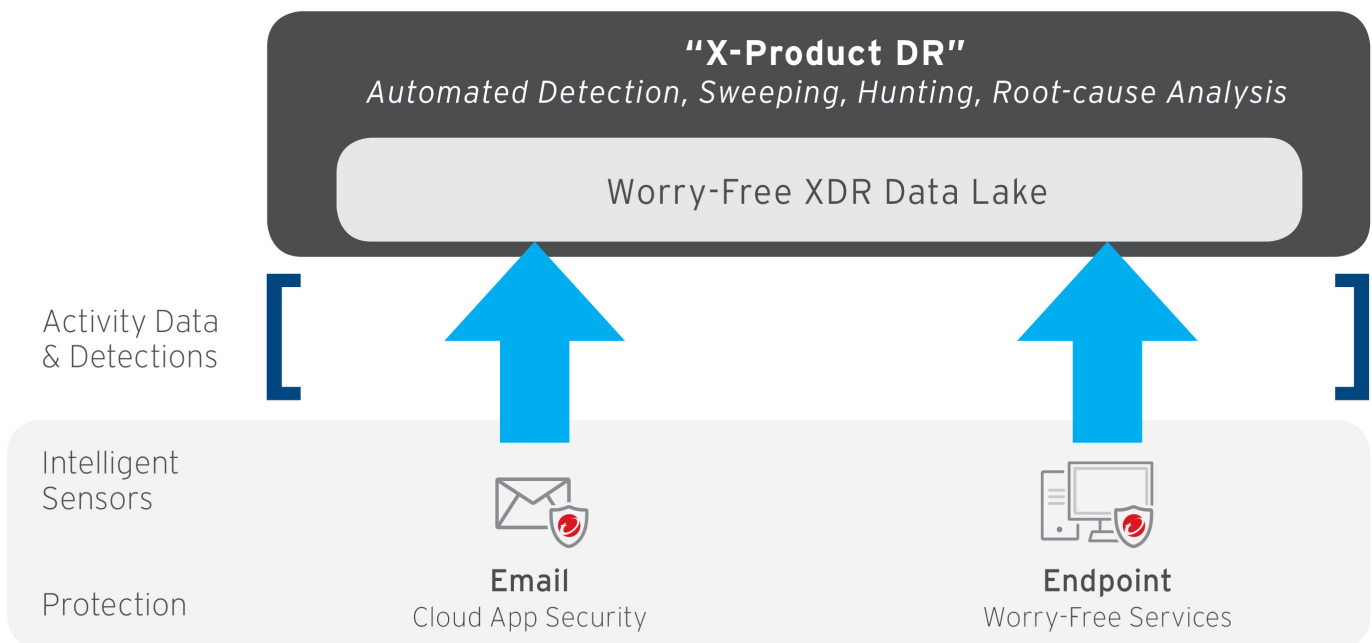 “X-Product DR”
Automated Detection, Sweeping, Hunting, Root-cause Analysis
Worry-Free XDR Data Lake
Activity Data
& Detections
Intelligent
Sensors
Protection
Email
Cloud App Security
Endpoint
Worry-Free Services